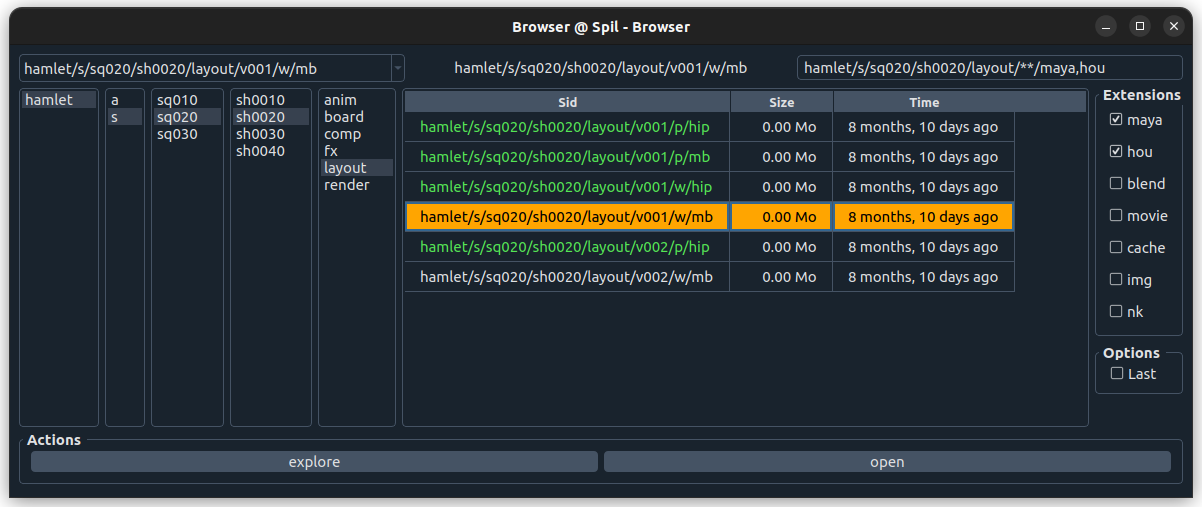 Browser @ Spil - Browser
hamlet/s/sq020/sh0020/layout/v001/w/mb
hamlet/s/sq020/sh0020/layout/v001/w/mb
hamlet/s/sq020/sh0020/layout/**/maya,hou
hamlet
a
s
sq010
sq020
sq030
sh0010
sh0020
sh0030
sh0040
anim
board
comp
fx
layout
render
Sid Size Time
hamlet/s/sq020/sh0020/layout/v001/p/hip 0.00 Mo 8 months, 10 days ago
hamlet/s/sq020/sh0020/layout/v001/p/mb 0.00 Mo 8 months, 10 days ago
hamlet/s/sq020/sh0020/layout/v001/w/hip 0.00 Mo 8 months, 10 days ago
hamlet/s/sq020/sh0020/layout/v001/w/mb 0.00 Mo 8 months, 10 days ago
hamlet/s/sq020/sh0020/layout/v002/p/hip 0.00 Mo 8 months, 10 days ago
hamlet/s/sq020/sh0020/layout/v002/w/mb 0.00 Mo 8 months, 10 days ago
Extensions
maya
hou
blend
movie
cache
img
nk
Options
Last
Actions
explore
open